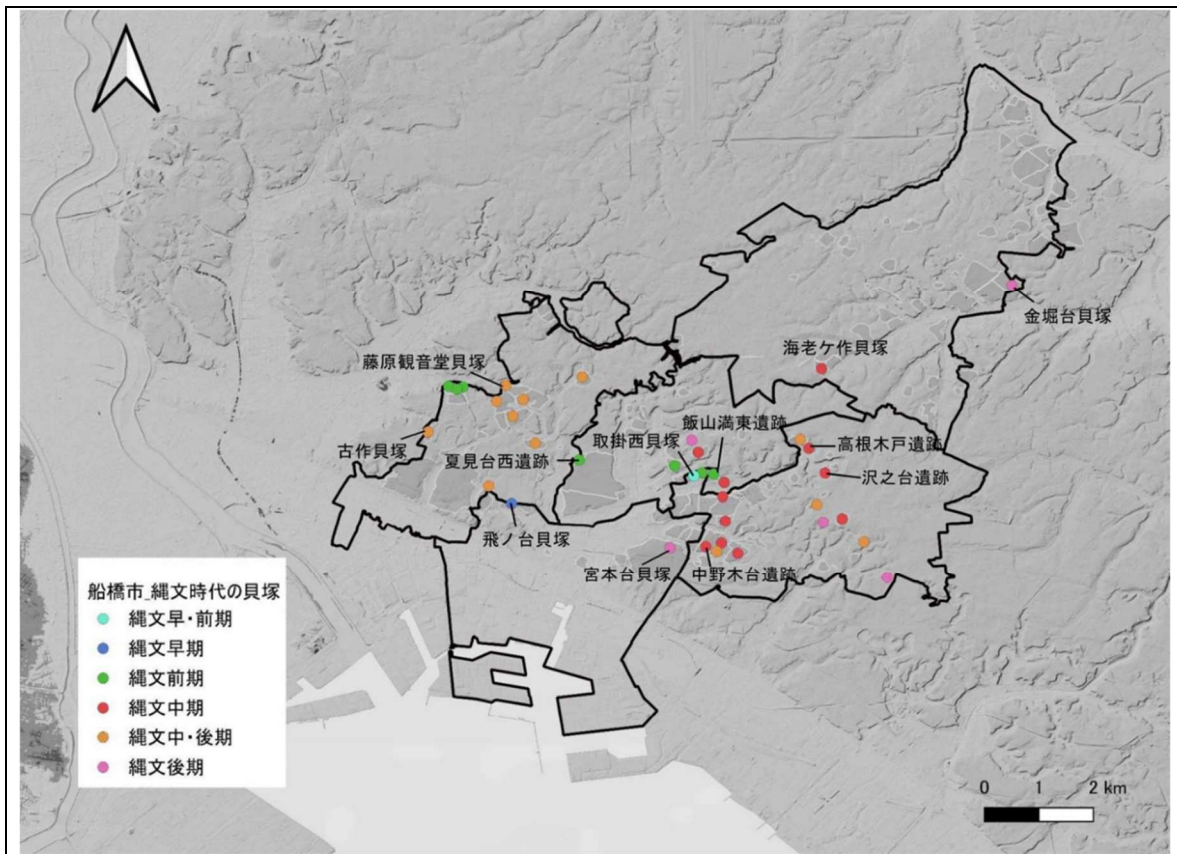 金堀台貝塚
海老ケ作貝塚
藤原観音堂貝塚
飯山満東遺跡
取掛西貝塚
高根木戸遺跡
古作貝塚
夏見台西遺跡
沢之台遺跡
飛ノ台貝塚
宮本台貝塚
中野木台遺跡
船橋市_縄文時代の貝塚
縄文早・前期
縄文早期
縄文前期
縄文中期
縄文中・後期
縄文後期
0 1 2 km